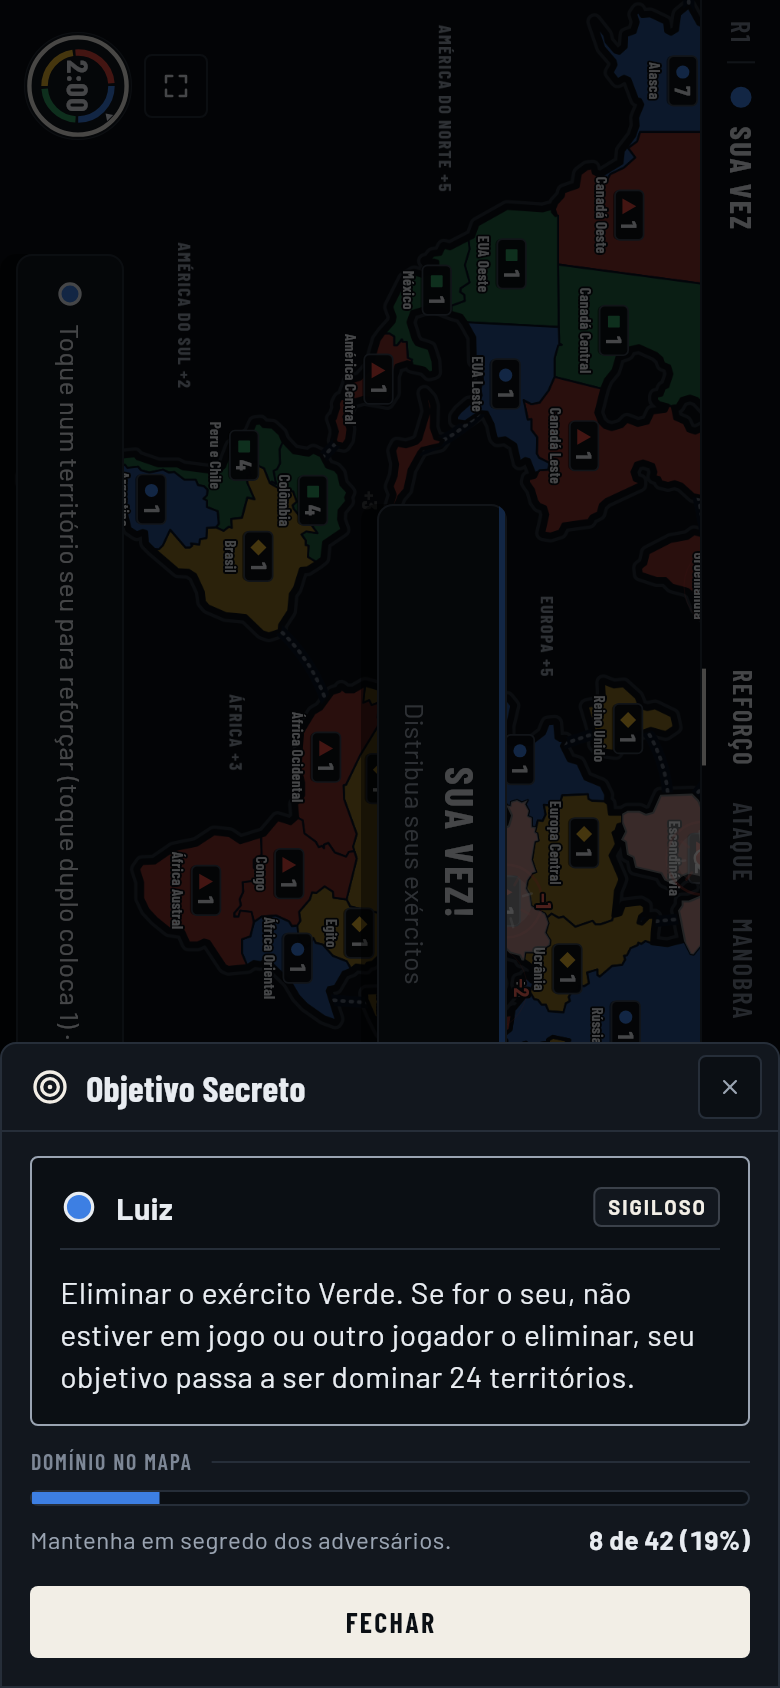 R1
SUA VEZ
REFORÇO
ATAQUE
MANOBRA
2:00
AMÉRICA DO NORTE +5
AMÉRICA DO SUL +2
EUROPA +5
ÁFRICA +3
+3
7
Alasca
1
Canadá Oeste
1
Canadá Central
1
Canadá Leste
1
EUA Oeste
1
EUA Leste
1
México
1
América Central
4
Colômbia
4
Peru e Chile
1
Brasil
1
1
Reino Unido
1
1
Europa Central
Escandinávia
1
Ucrânia
1
Rússia
-1
-2
1
África Ocidental
1
Congo
1
África Austral
1
Egito
1
África Oriental
SUA VEZ!
Distribua seus exércitos
Toque num território seu para reforçar (toque duplo coloca 1) ·
Objetivo Secreto
×
Luiz
SIGILOSO
Eliminar o exército Verde. Se for o seu, não
estiver em jogo ou outro jogador o eliminar, seu
objetivo passa a ser dominar 24 territórios.
DOMÍNIO NO MAPA
Mantenha em segredo dos adversários.
8 de 42 (19%)
FECHAR